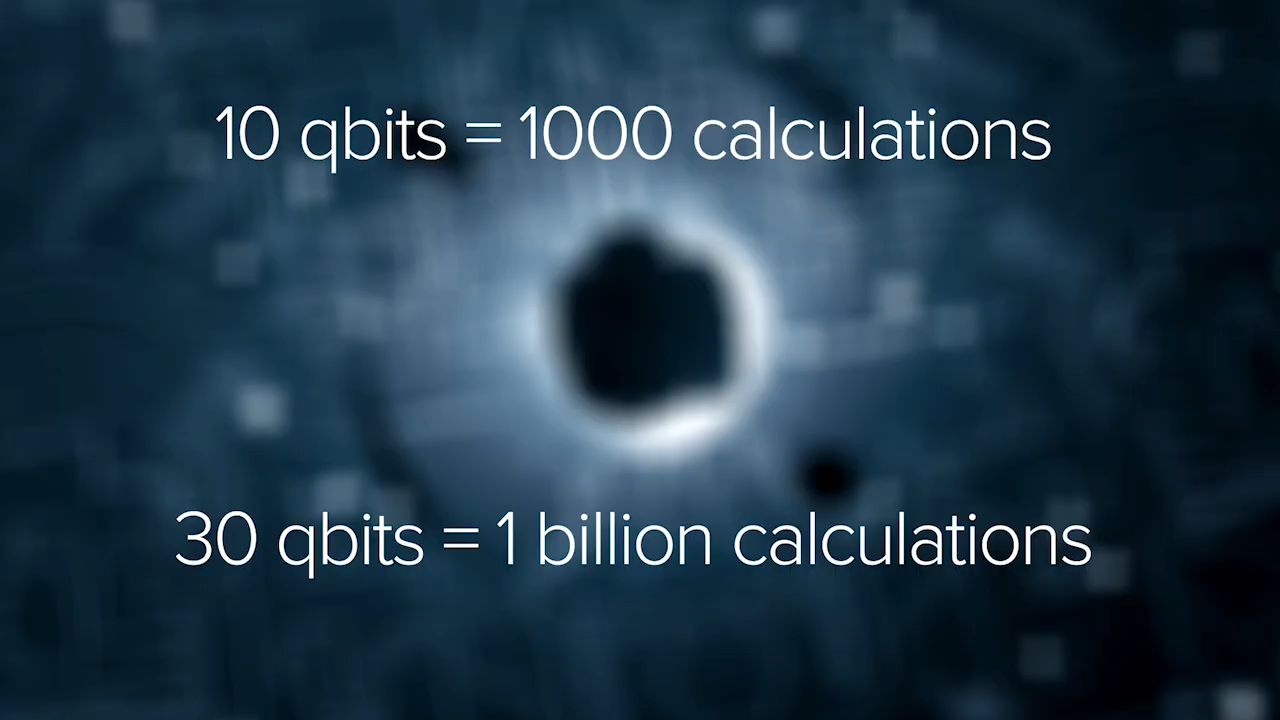 10 qbits = 1000 calculations
30 qbits = 1 billion calculations